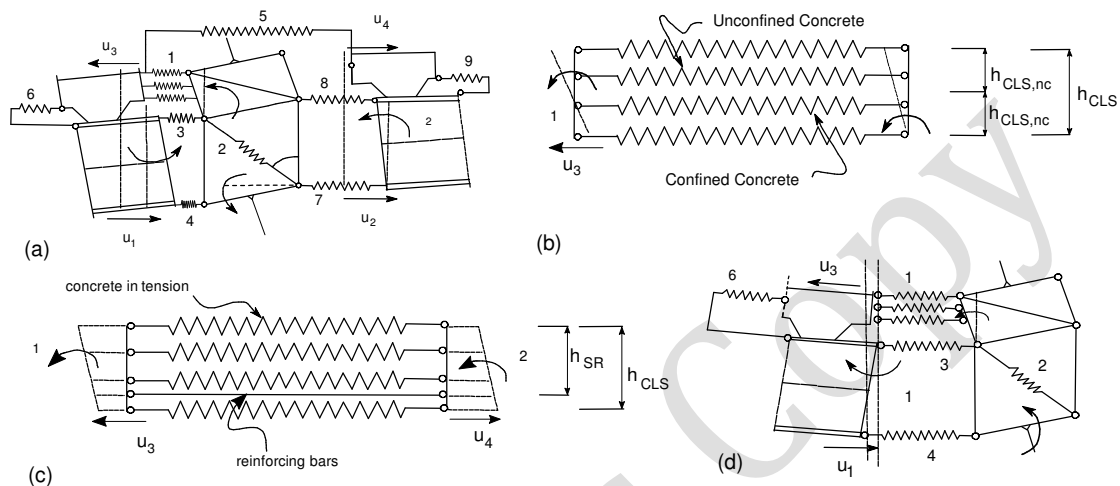 5
u4
u3
1
9
6
8
3
2
2
4
7
u1
u2
(a)
Unconfined Concrete
1
hCLS,nc
hCLS
hCLS,nc
u3
Confined Concrete
(b)
concrete in tension
1
2
hSR
hCLS
u3
u4
reinforcing bars
(c)
6
u3
1
3
2
1
4
u1
(d)
Copy